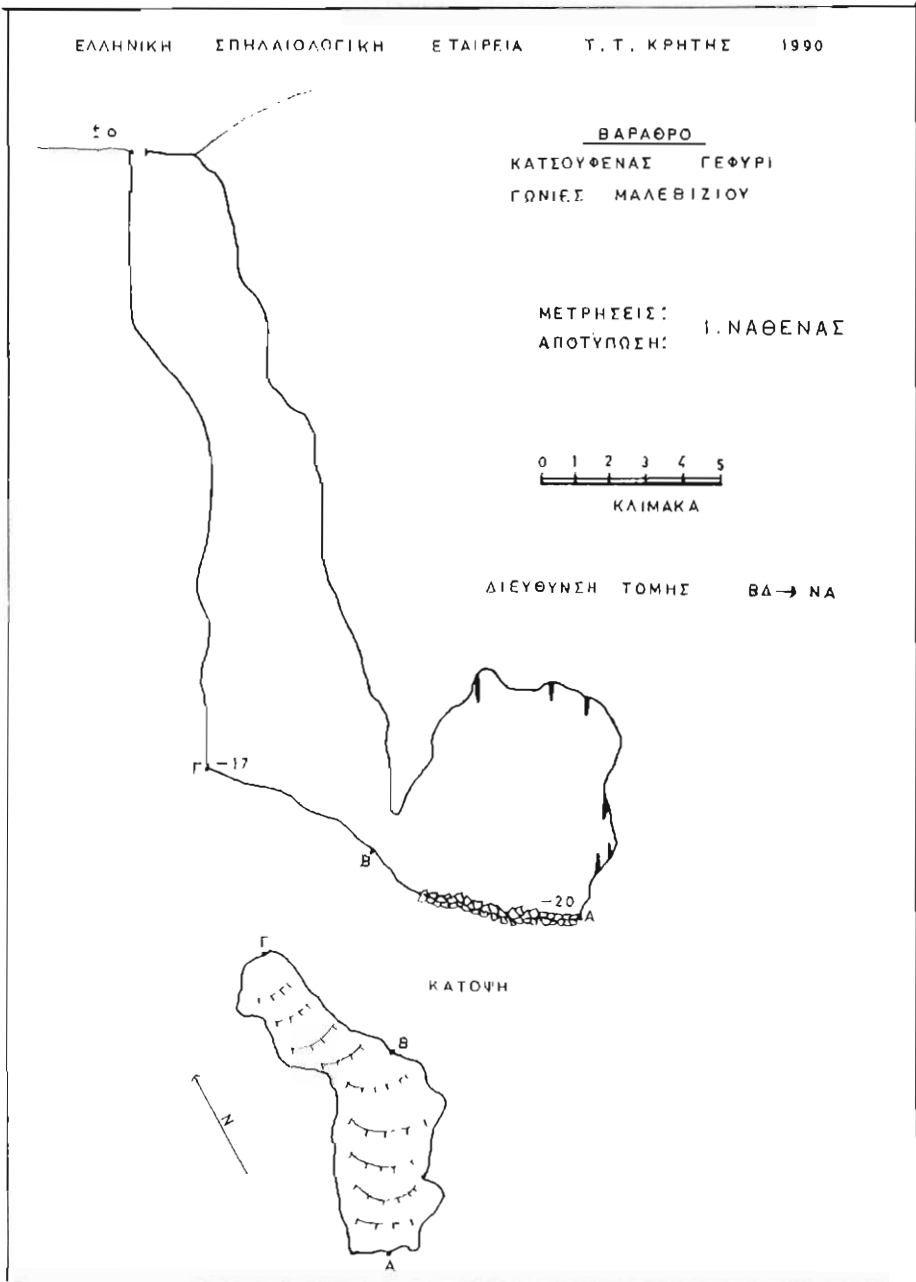 ΕΛΛΗΝΙΚΗ ΣΠΗΛΑΙΟΛΟΓΙΚΗ ΕΤΑΙΡΕΙΑ Τ.Τ. ΚΡΗΤΗΣ 1990
±0
ΒΑΡΑΘΡΟ
ΚΑΤΣΟΥΦΕΝΑΣ ΓΕΦΥΡΙ
ΓΩΝΙΕΣ ΜΑΛΕΒΙΖΙΟΥ
ΜΕΤΡΗΣΕΙΣ:
ΑΠΟΤΥΠΩΣΗ:
Ι. ΝΑΘΕΝΑΣ
0 1 2 3 4 5
ΚΛΙΜΑΚΑ
ΔΙΕΥΘΥΝΣΗ ΤΟΜΗΣ ΒΔ→ΝΑ
Γ -17
Β
-20 Α
Γ
ΚΑΤΟΨΗ
Β
N
Α